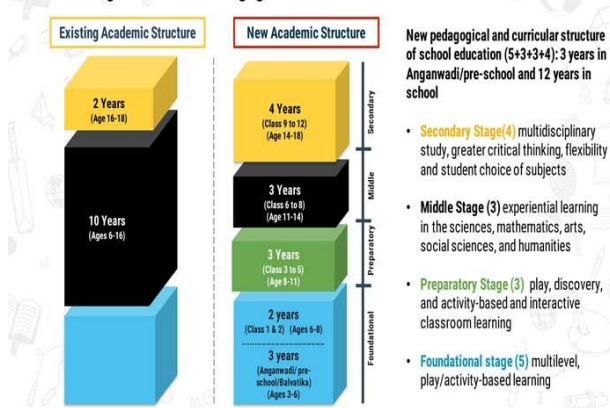 Existing Academic Structure
New Academic Structure
2 Years
(Age 16-18)
10 Years
(Ages 6-16)
4 Years
(Class 9 to 12)
(Age 14-18)
3 Years
(Class 6 to 8)
(Age 11-14)
3 Years
(Class 3 to 5)
(Age 8-11)
2 years
(Class 1 & 2) (Ages 6-8)
3 years
(Anganwadi/ pre-
school/Balvatika)
(Ages 3-6)
Secondary
Middle
Preparatory
Foundational
New pedagogical and curricular structure
of school education (5+3+3+4): 3 years in
Anganwadi/pre-school and 12 years in
school
• Secondary Stage(4) multidisciplinary
study, greater critical thinking, flexibility
and student choice of subjects
• Middle Stage (3) experiential learning
in the sciences, mathematics, arts,
social sciences, and humanities
• Preparatory Stage (3) play, discovery,
and activity-based and interactive
classroom learning
• Foundational stage (5) multilevel,
play/activity-based learning